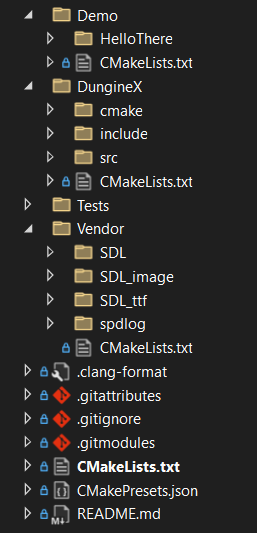 Demo
HelloThere
CMakeLists.txt
DungineX
cmake
include
src
CMakeLists.txt
Tests
Vendor
SDL
SDL_image
SDL_ttf
spdlog
CMakeLists.txt
.clang-format
.gitattributes
.gitignore
.gitmodules
CMakeLists.txt
CMakePresets.json
README.md